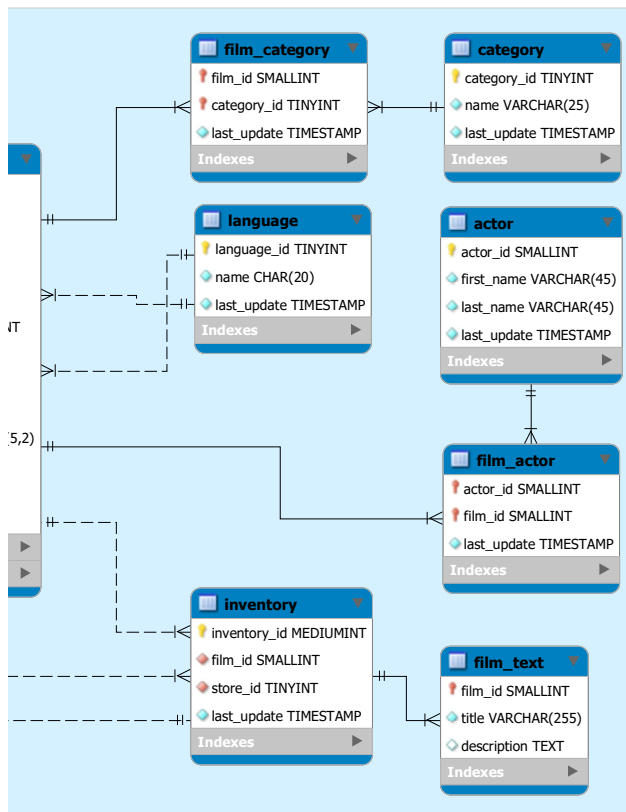 film_category
film_id SMALLINT
category_id TINYINT
last_update TIMESTAMP
Indexes
category
category_id TINYINT
name VARCHAR(25)
last_update TIMESTAMP
Indexes
language
language_id TINYINT
name CHAR(20)
last_update TIMESTAMP
Indexes
actor
actor_id SMALLINT
first_name VARCHAR(45)
last_name VARCHAR(45)
last_update TIMESTAMP
Indexes
5,2)
film_actor
actor_id SMALLINT
film_id SMALLINT
last_update TIMESTAMP
Indexes
inventory
inventory_id MEDIUMINT
film_id SMALLINT
store_id TINYINT
last_update TIMESTAMP
Indexes
film_text
film_id SMALLINT
title VARCHAR(255)
description TEXT
Indexes